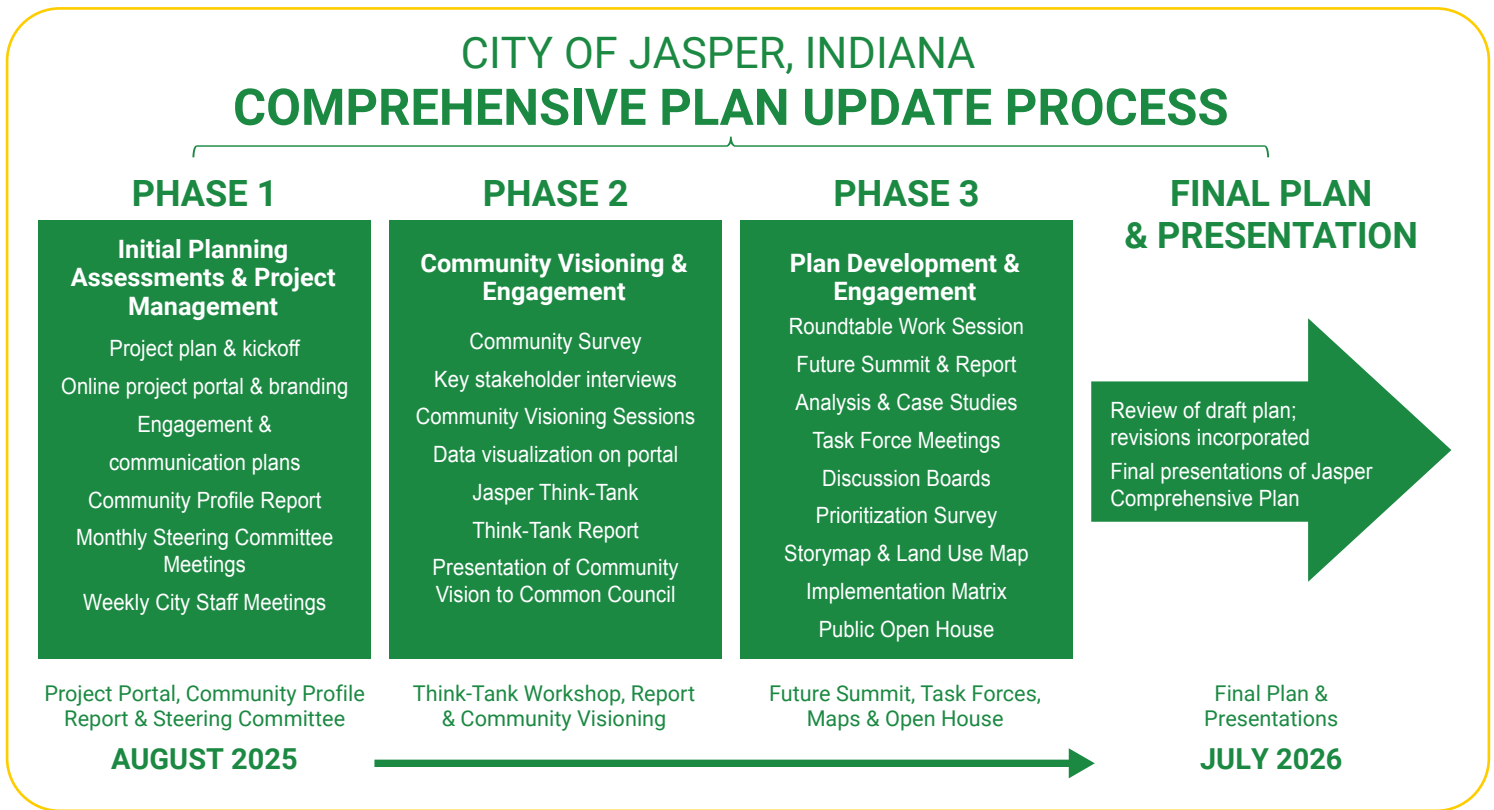 CITY OF JASPER, INDIANA
COMPREHENSIVE PLAN UPDATE PROCESS
PHASE 1
Initial Planning
Assessments & Project
Management
Project plan & kickoff
Online project portal & branding
Engagement &
communication plans
Community Profile Report
Monthly Steering Committee
Meetings
Weekly City Staff Meetings
Project Portal, Community Profile
Report & Steering Committee
AUGUST 2025
PHASE 2
Community Visioning &
Engagement
Community Survey
Key stakeholder interviews
Community Visioning Sessions
Data visualization on portal
Jasper Think-Tank
Think-Tank Report
Presentation of Community
Vision to Common Council
Think-Tank Workshop, Report
& Community Visioning
PHASE 3
Plan Development &
Engagement
Roundtable Work Session
Future Summit & Report
Analysis & Case Studies
Task Force Meetings
Discussion Boards
Prioritization Survey
Storymap & Land Use Map
Implementation Matrix
Public Open House
Future Summit, Task Forces,
Maps & Open House
FINAL PLAN
& PRESENTATION
Review of draft plan;
revisions incorporated
Final presentations of Jasper
Comprehensive Plan
Final Plan &
Presentations
JULY 2026